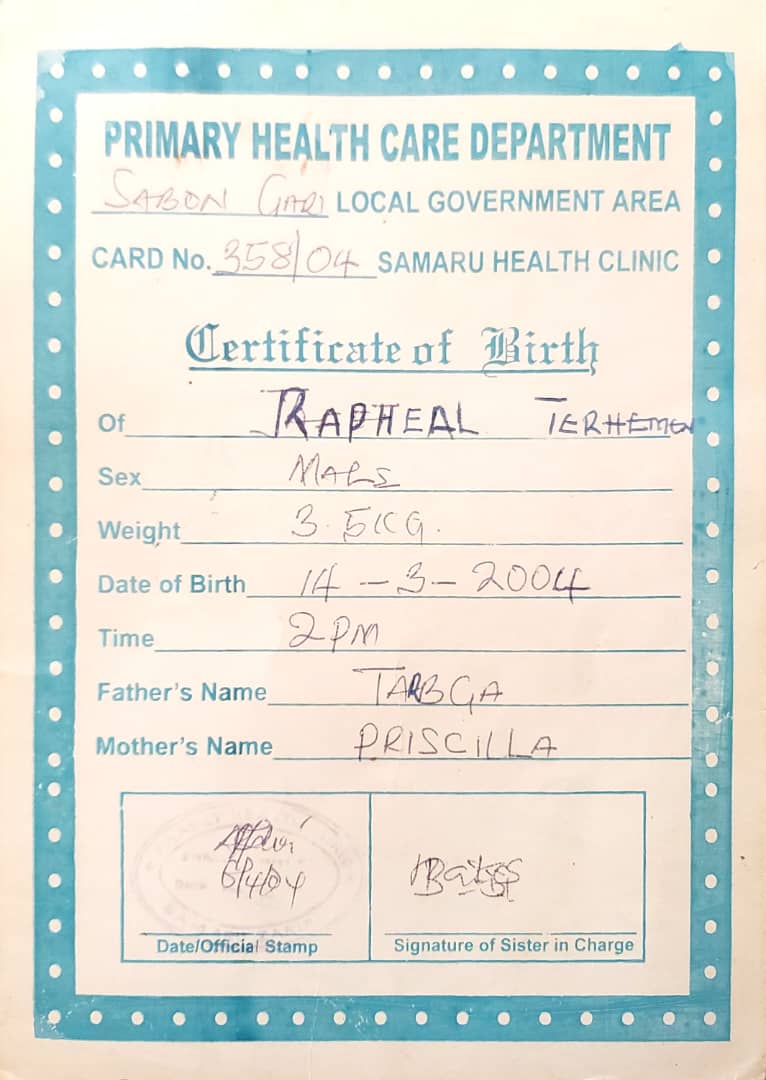 PRIMARY HEALTH CARE DEPARTMENT
SABON GARI LOCAL GOVERNMENT AREA
CARD No. 358/04 SAMARU HEALTH CLINIC
Certificate of Birth
Of RAPHEAL TERHEMEN
Sex MALE
Weight 3.5KG.
Date of Birth 14-3-2004
Time 2PM
Father's Name TARBGA
Mother's Name PRISCILLA
6/4/04
Date/Official Stamp
Signature of Sister in Charge